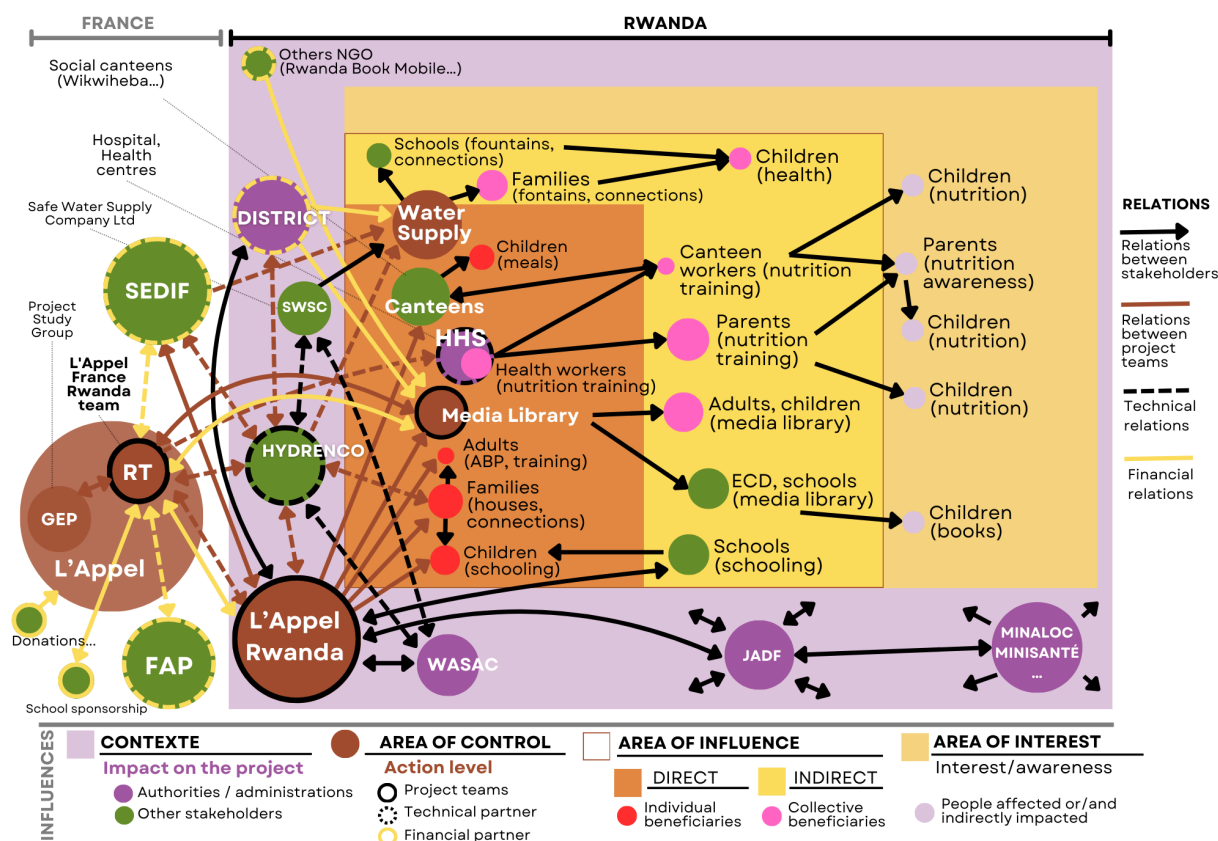 FRANCE
RWANDA
Social canteens
(Wikwiheba...)
Others NGO
(Rwanda Book Mobile...)
Hospital,
Health
centres
Safe Water Supply
Company Ltd
Project
Study
Group
L'Appel
France
Rwanda
team
SEDIF
RT
GEP
L'Appel
Donations...
School sponsorship
FAP
DISTRICT
SWSC
HYDRENCO
L'Appel
Rwanda
WASAC
JADF
MINALOC
MINISANTÉ
...
Schools (fountains,
connections)
Families
(fontains, connections)
Children
(health)
Water
Supply
Children
(meals)
Canteens
HHS
Health workers
(nutrition training)
Media Library
Adults
(ABP, training)
Families
(houses,
connections)
Children
(schooling)
Canteen
workers (nutrition
training)
Parents
(nutrition
training)
Adults, children
(media library)
ECD, schools
(media library)
Schools
(schooling)
Children
(nutrition)
Parents
(nutrition
awareness)
Children
(nutrition)
Children
(nutrition)
Children
(books)
RELATIONS
Relations
between
stakeholders
Relations
between
project
teams
Technical
relations
Financial
relations
INFLUENCES
CONTEXTE
Impact on the project
Authorities / administrations
Other stakeholders
AREA OF CONTROL
Action level
Project teams
Technical partner
Financial partner
AREA OF INFLUENCE
DIRECT
Individual
beneficiaries
INDIRECT
Collective
beneficiaries
AREA OF INTEREST
Interest/awareness
People affected or/and
indirectly impacted